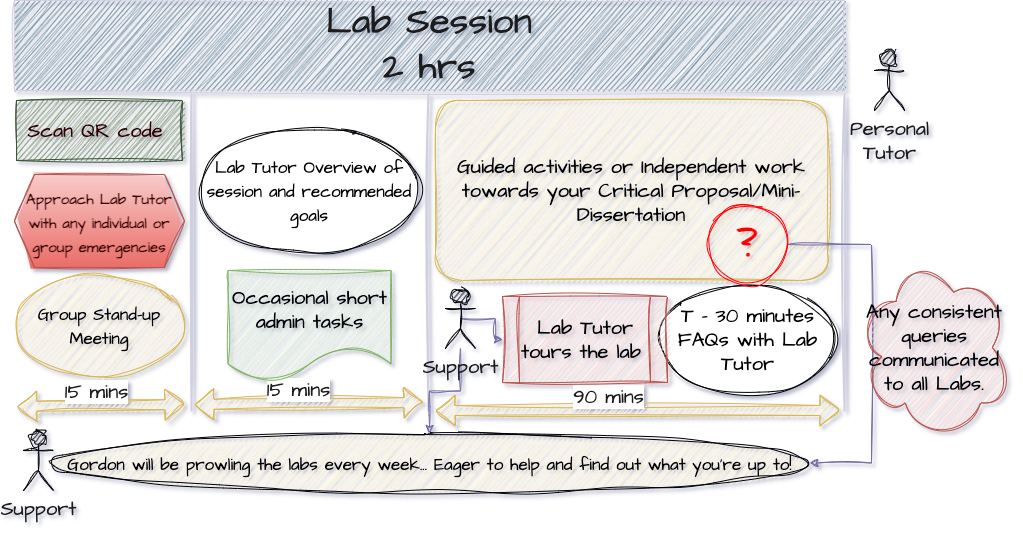 Lab Session
2 hrs
Personal
Tutor
Scan QR code
Approach Lab Tutor
with any individual or
group emergencies
Group Stand-up
Meeting
15 mins
Lab Tutor Overview of
session and recommended
goals
Occasional short
admin tasks
15 mins
Guided activities or Independent work
towards your Critical Proposal/Mini-
Dissertation
?
Support
Lab Tutor
tours the lab
T - 30 minutes
FAQs with Lab
Tutor
90 mins
Any consistent
queries
communicated
to all Labs.
Gordon will be prowling the labs every week... Eager to help and find out what you're up to!
Support